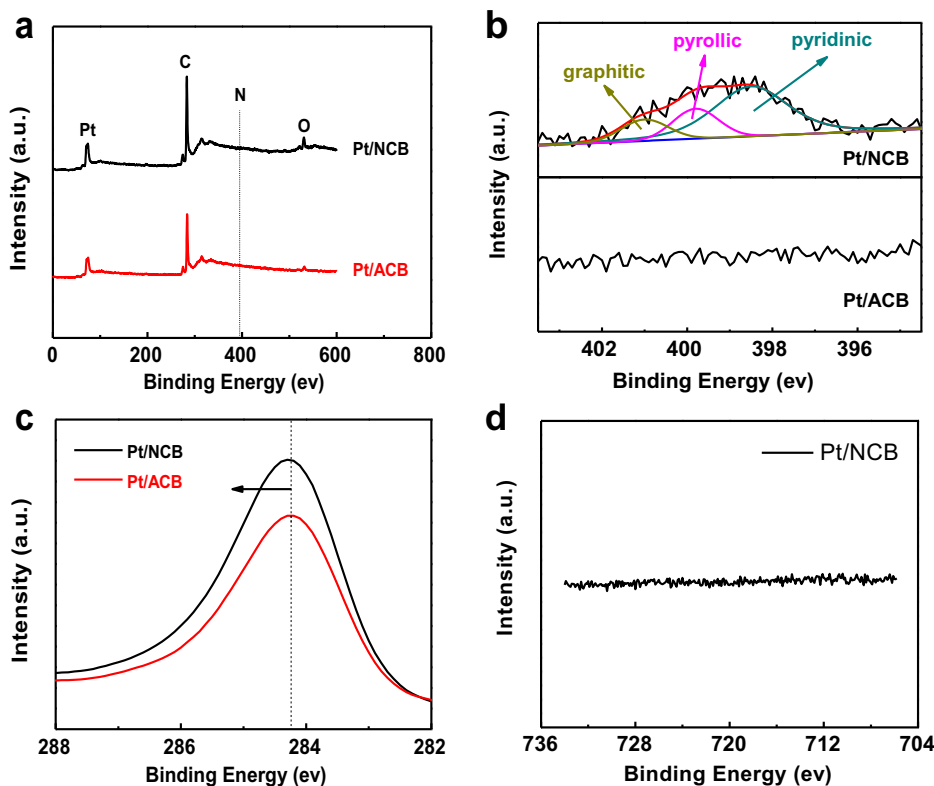 a
C
N
Pt
O
Pt/NCB
Pt/ACB
Intensity (a.u.)
0 200 400 600 800
Binding Energy (ev)
b
pyrollic
pyridinic
graphitic
Pt/NCB
Pt/ACB
Intensity (a.u.)
Intensity (a.u.)
402 400 398 396
Binding Energy (ev)
c
Pt/NCB
Pt/ACB
Intensity (a.u.)
288 286 284 282
Binding Energy (ev)
d
Pt/NCB
Intensity (a.u.)
736 728 720 712 704
Binding Energy (ev)